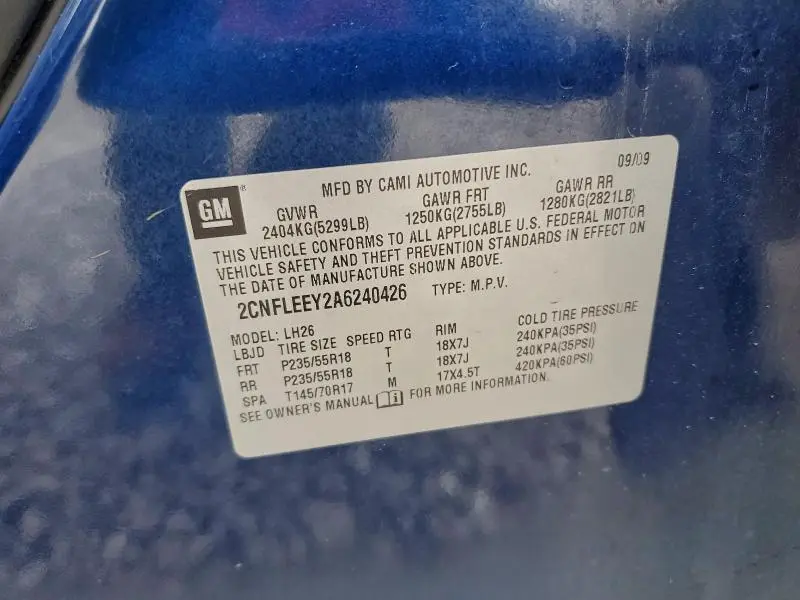 GM ®
MFD BY CAMI AUTOMOTIVE INC. 09/09
GVWR GAWR FRT GAWR RR
2404KG(5299LB) 1250KG(2755LB) 1280KG(2821LB)
THIS VEHICLE CONFORMS TO ALL APPLICABLE U.S. FEDERAL MOTOR
VEHICLE SAFETY AND THEFT PREVENTION STANDARDS IN EFFECT ON
THE DATE OF MANUFACTURE SHOWN ABOVE.
2CNFLEEY2A6240426 TYPE: M.P.V.
MODEL: LH26
LBJD TIRE SIZE SPEED RTG RIM COLD TIRE PRESSURE
FRT P235/55R18 T 18X7J 240KPA(35PSI)
RR P235/55R18 T 18X7J 240KPA(35PSI)
SPA T145/70R17 M 17X4.5T 420KPA(60PSI)
SEE OWNER'S MANUAL i FOR MORE INFORMATION.